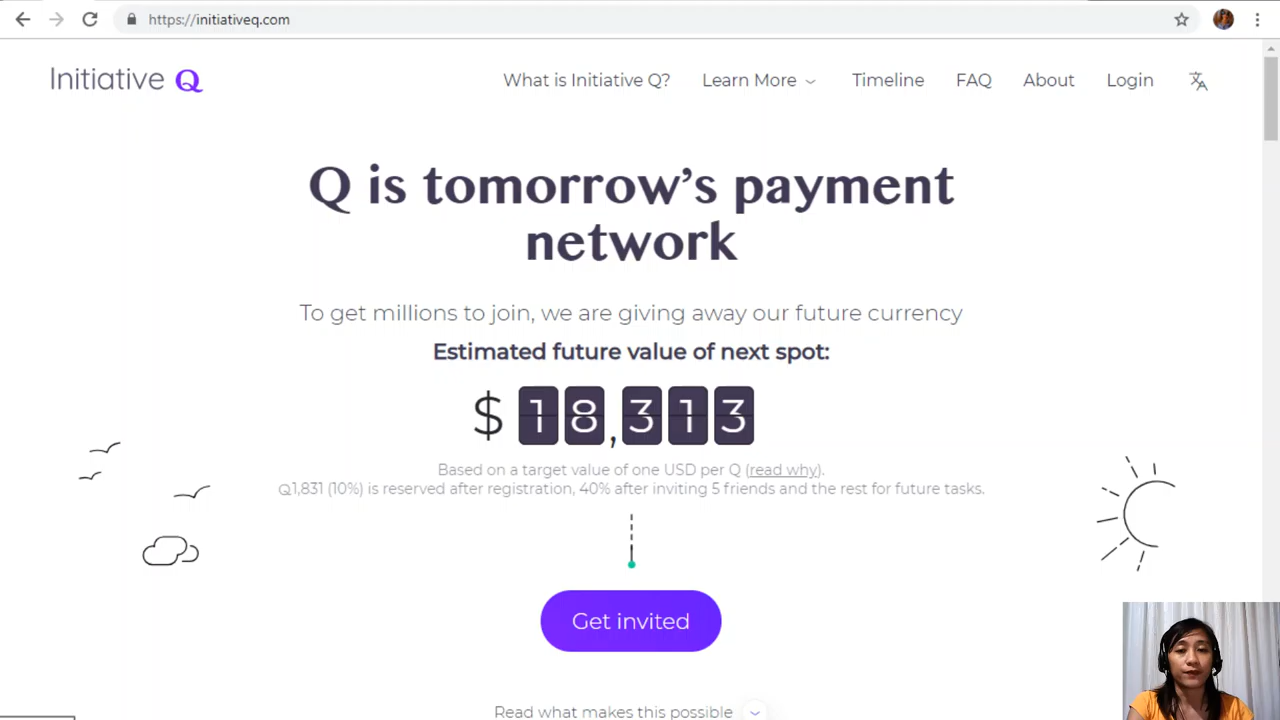 https://initiativeq.com
Initiative Q
What is Initiative Q?
Learn More
Timeline
FAQ
About
Login
Q is tomorrow's payment
network
To get millions to join, we are giving away our future currency
Estimated future value of next spot:
$ 18,313
Based on a target value of one USD per Q (read why).
Q1,831 (10%) is reserved after registration, 40% after inviting 5 friends and the rest for future tasks.
Get invited
Read what makes this possible